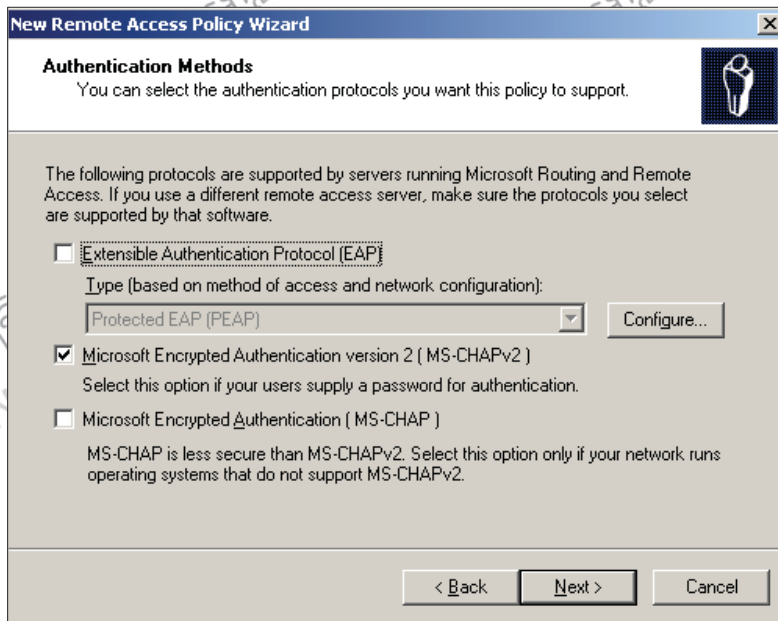 New Remote Access Policy Wizard
Authentication Methods
You can select the authentication protocols you want this policy to support.
The following protocols are supported by servers running Microsoft Routing and Remote
Access. If you use a different remote access server, make sure the protocols you select
are supported by that software.
Extensible Authentication Protocol (EAP)
Type (based on method of access and network configuration):
Protected EAP (PEAP)
Configure...
Microsoft Encrypted Authentication version 2 ( MS-CHAPv2 )
Select this option if your users supply a password for authentication.
Microsoft Encrypted Authentication ( MS-CHAP )
MS-CHAP is less secure than MS-CHAPv2. Select this option only if your network runs
operating systems that do not support MS-CHAPv2.
< Back
Next >
Cancel